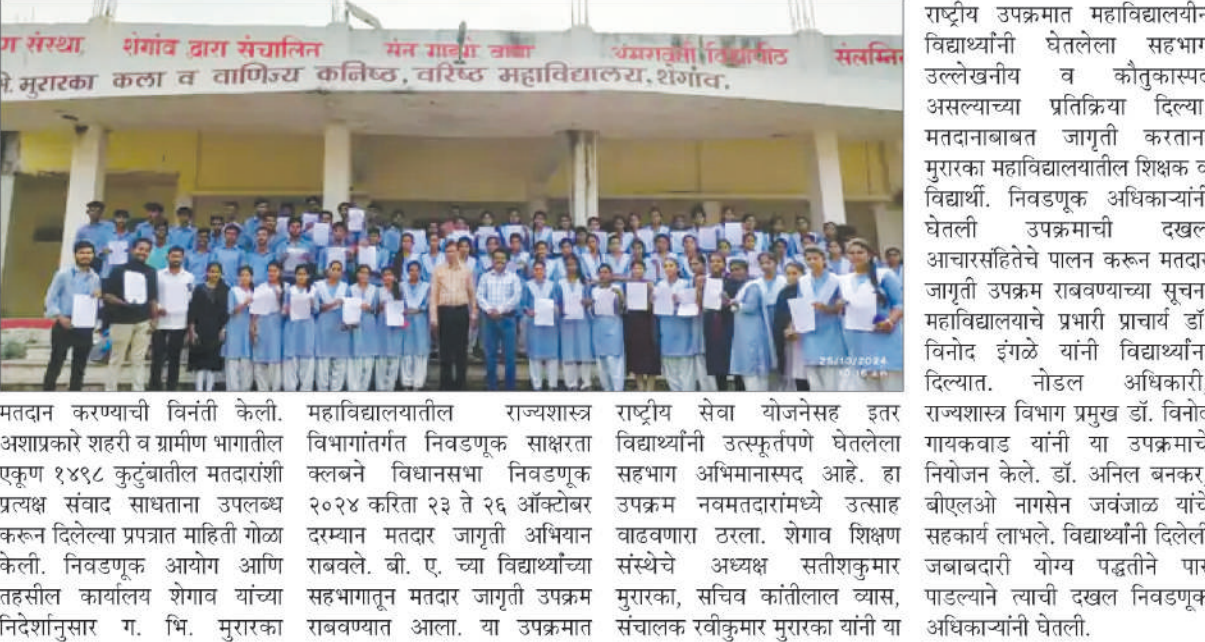 ण संस्था, शेगांव द्वारा संचालित संत गाडगे बाबा अमरावती विद्यापीठ संलग्नित
भे. मुरारका कला व वाणिज्य कनिष्ठ, वरिष्ठ महाविद्यालय, शेगांव.
25/10/2024
मतदान करण्याची विनंती केली.
अशाप्रकारे शहरी व ग्रामीण भागातील
एकूण १४९८ कुटुंबातील मतदारांशी
प्रत्यक्ष संवाद साधताना उपलब्ध
करून दिलेल्या प्रपत्रात माहिती गोळा
केली. निवडणूक आयोग आणि
तहसील कार्यालय शेगाव यांच्या
निर्देशानुसार ग. भि. मुरारका
महाविद्यालयातील राज्यशास्त्र
विभागांतर्गत निवडणूक साक्षरता
क्लबने विधानसभा निवडणूक
२०२४ करिता २३ ते २६ ऑक्टोबर
दरम्यान मतदार जागृती अभियान
राबवले. बी. ए. च्या विद्यार्थ्यांच्या
सहभागातून मतदार जागृती उपक्रम
राबवण्यात आला. या उपक्रमात
राष्ट्रीय सेवा योजनेसह इतर
विद्यार्थ्यांनी उत्स्फूर्तपणे घेतलेला
सहभाग अभिमानास्पद आहे. हा
उपक्रम नवमतदारांमध्ये उत्साह
वाढवणारा ठरला. शेगाव शिक्षण
संस्थेचे अध्यक्ष सतीशकुमार
मुरारका, सचिव कांतीलाल व्यास,
संचालक रवीकुमार मुरारका यांनी या
राष्ट्रीय उपक्रमात महाविद्यालयीन
विद्यार्थ्यांनी घेतलेला सहभाग
उल्लेखनीय व कौतुकास्पद
असल्याच्या प्रतिक्रिया दिल्या
मतदानाबाबत जागृती करतान
मुरारका महाविद्यालयातील शिक्षक व
विद्यार्थी. निवडणूक अधिकाऱ्यांनी
घेतली उपक्रमाची दखल
आचारसंहितेचे पालन करून मतदार
जागृती उपक्रम राबवण्याच्या सूचन
महाविद्यालयाचे प्रभारी प्राचार्य डॉ
विनोद इंगळे यांनी विद्यार्थ्यांन
दिल्यात. नोडल अधिकारी,
राज्यशास्त्र विभाग प्रमुख डॉ. विनोद
गायकवाड यांनी या उपक्रमाचे
नियोजन केले. डॉ. अनिल बनकर,
बीएलओ नागसेन जवंजाळ यांचे
सहकार्य लाभले. विद्यार्थ्यांनी दिलेली
जबाबदारी योग्य पद्धतीने पार
पाडल्याने त्याची दखल निवडणूक
अधिकाऱ्यांनी घेतली.